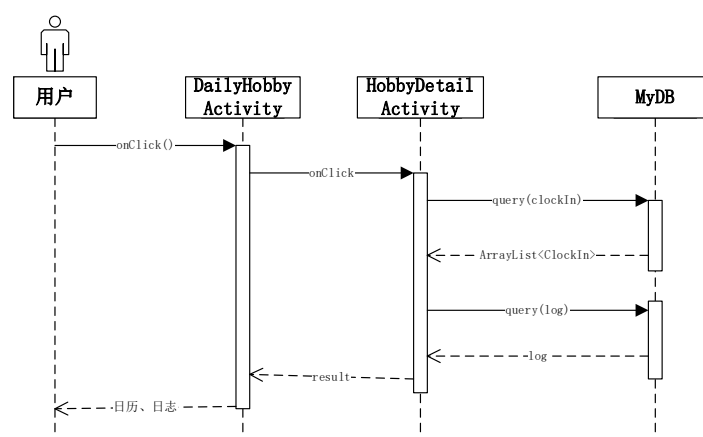 用户
DailyHobby
Activity
HobbyDetail
Activity
MyDB
onClick()
onClick
query(clockIn)
ArrayList<ClockIn>
query(log)
log
result
日历、日志